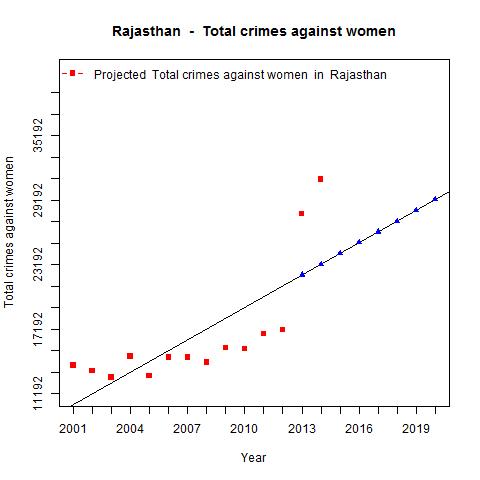 Rajasthan - Total crimes against women
Projected Total crimes against women in Rajasthan
Total crimes against women
35192
29192
23192
17192
11192
2001 2004 2007 2010 2013 2016 2019
Year